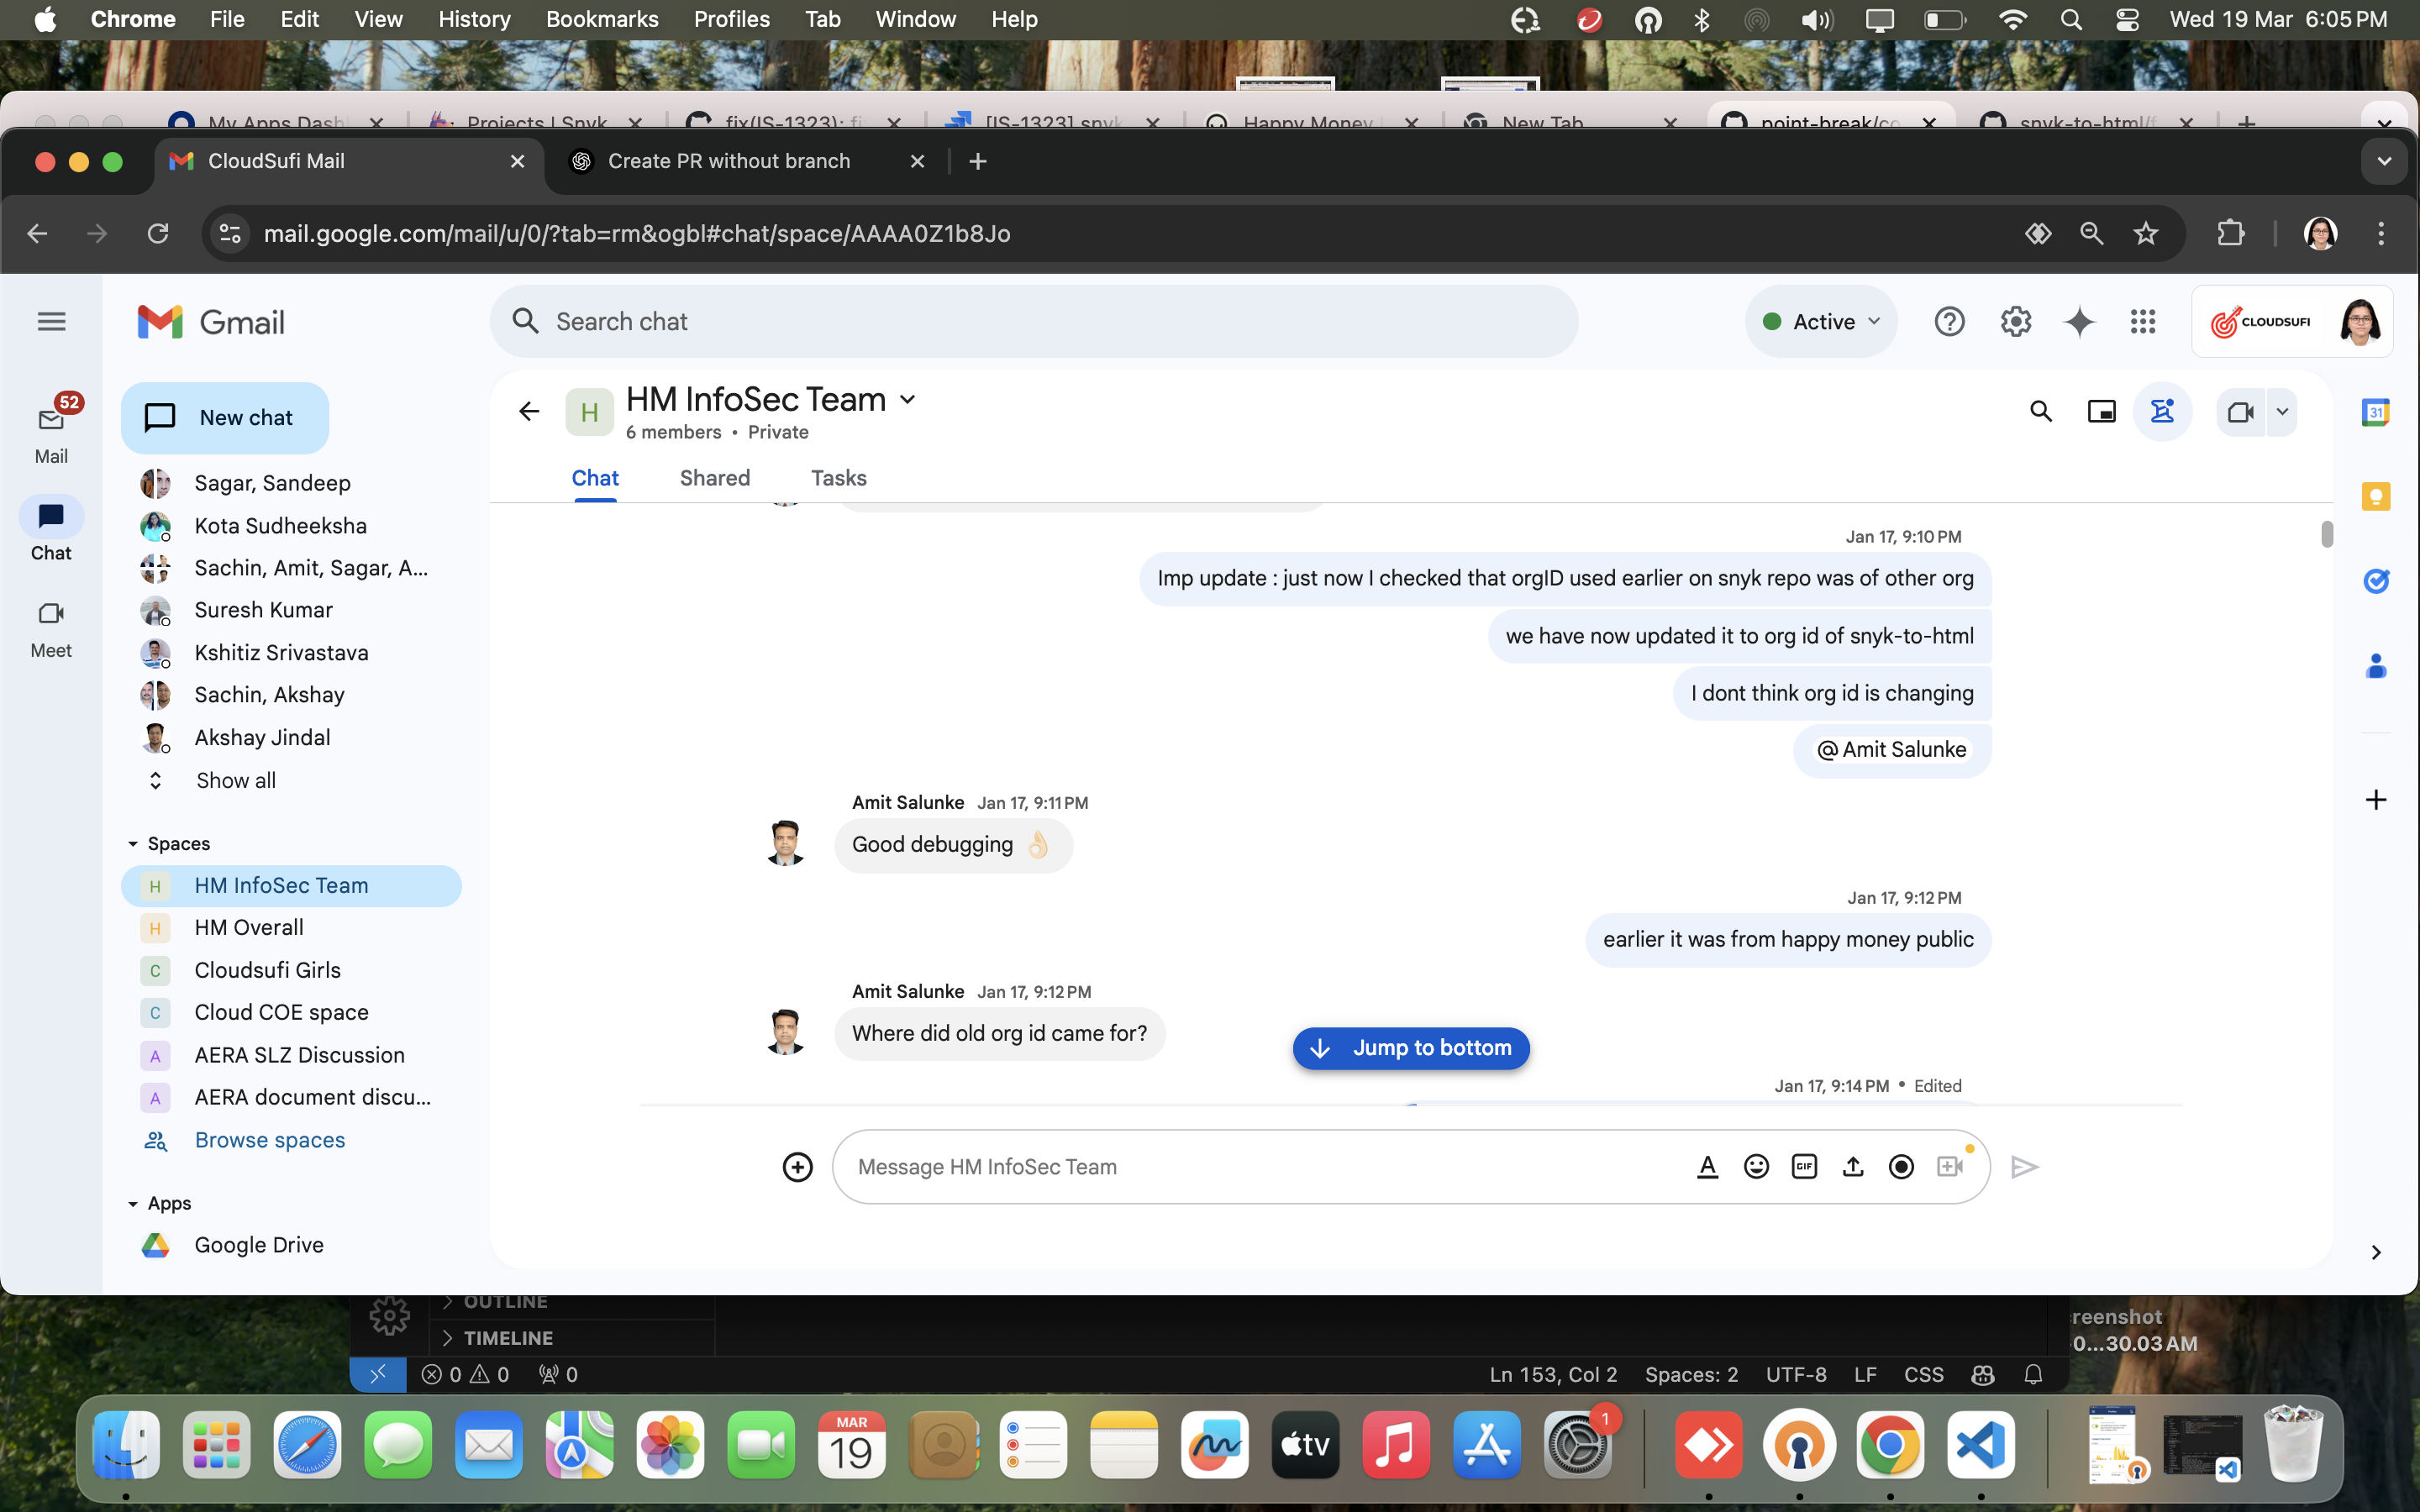 Chrome File Edit View History Bookmarks Profiles Tab Window Help Wed 19 Mar 6:05 PM
My Apps Dash Projects | Snyk fix(IS-1323): fi [IS-1323] snyk Happy Money New Tab point-break/co snyk-to-html/f
CloudSufi Mail Create PR without branch
mail.google.com/mail/u/0/?tab=rm&ogbl#chat/space/AAAA0Z1b8Jo
Gmail Search chat Active CLOUDSUFI
52
Mail
Chat
Meet
New chat
Sagar, Sandeep
Kota Sudheeksha
Sachin, Amit, Sagar, A...
Suresh Kumar
Kshitiz Srivastava
Sachin, Akshay
Akshay Jindal
Show all
Spaces
H HM InfoSec Team
H HM Overall
C Cloudsufi Girls
C Cloud COE space
A AERA SLZ Discussion
A AERA document discu...
Browse spaces
Apps
Google Drive
H HM InfoSec Team
6 members • Private
Chat Shared Tasks
Jan 17, 9:10 PM
Imp update : just now I checked that orgID used earlier on snyk repo was of other org
we have now updated it to org id of snyk-to-html
I dont think org id is changing
@Amit Salunke
Amit Salunke Jan 17, 9:11 PM
Good debugging 👌🏻
Jan 17, 9:12 PM
earlier it was from happy money public
Amit Salunke Jan 17, 9:12 PM
Where did old org id came for?
Jump to bottom
Jan 17, 9:14 PM • Edited
Message HM InfoSec Team
GIF
31
OUTLINE
TIMELINE
0 0 0 Ln 153, Col 2 Spaces: 2 UTF-8 LF CSS
reenshot
0...30.03 AM
MAR
19
tv
1